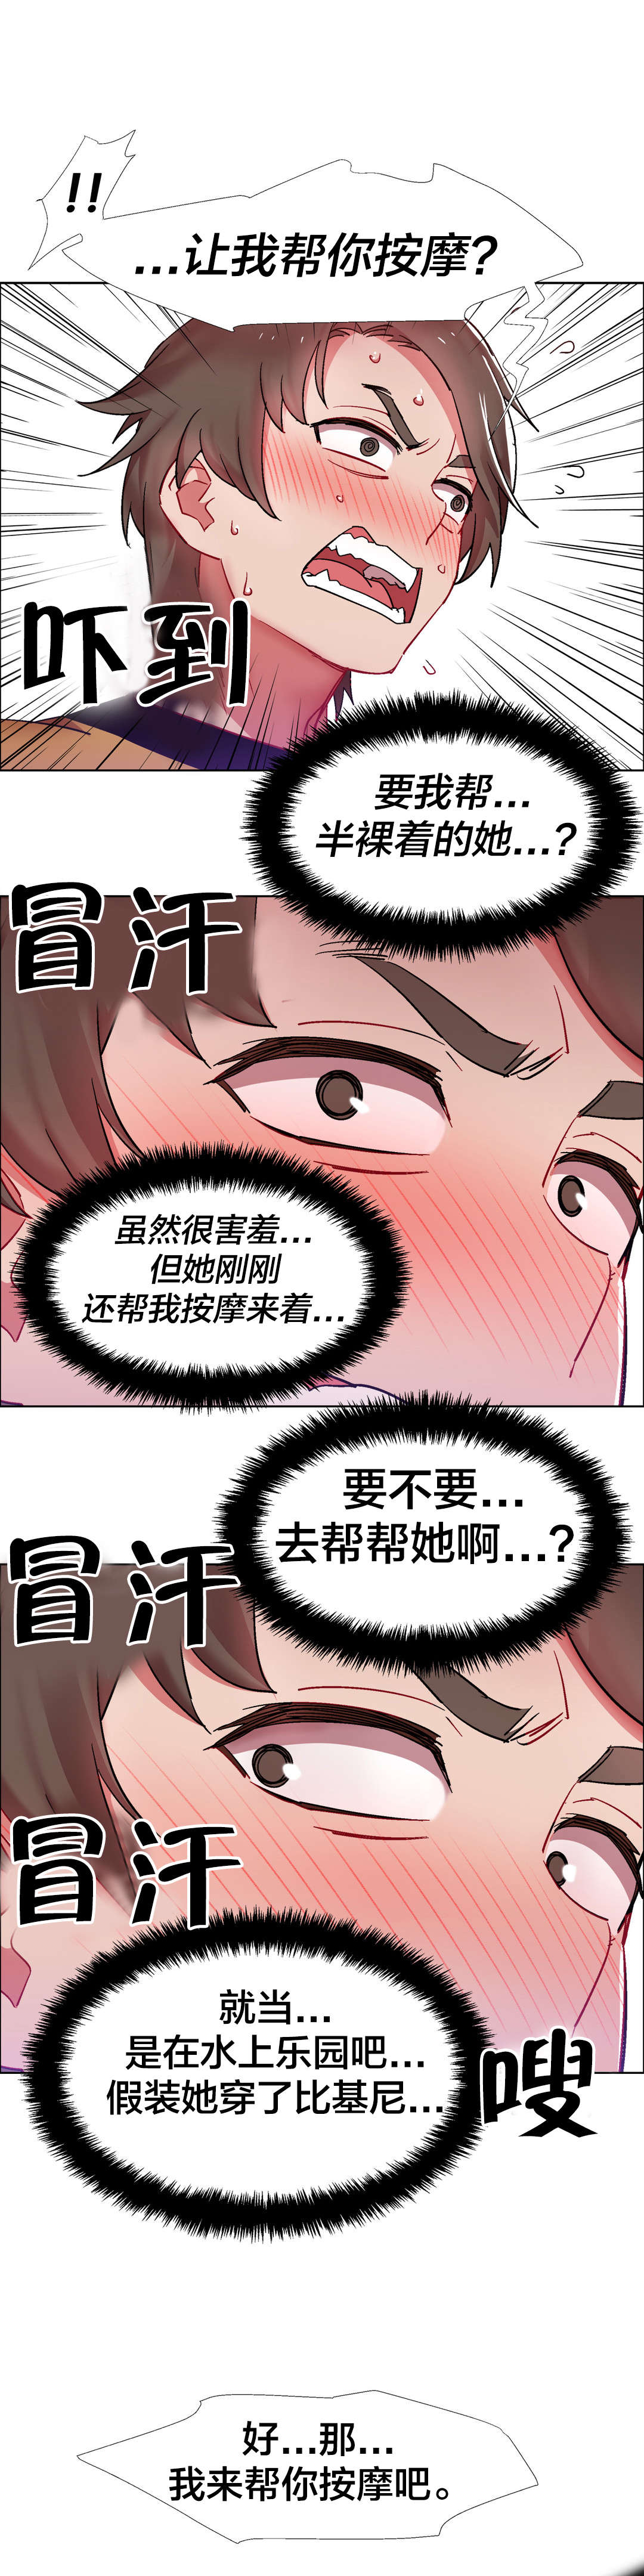 !!
...让我帮你按摩?
吓到
要我帮...
半裸着的她...?
冒汗
虽然很害羞...
但她刚刚
还帮我按摩来着...
要不要...
去帮帮她啊...?
冒汗
冒汗
就当...
是在水上乐园吧...
假装她穿了比基尼...
嗖
好...那...
我来帮你按摩吧。